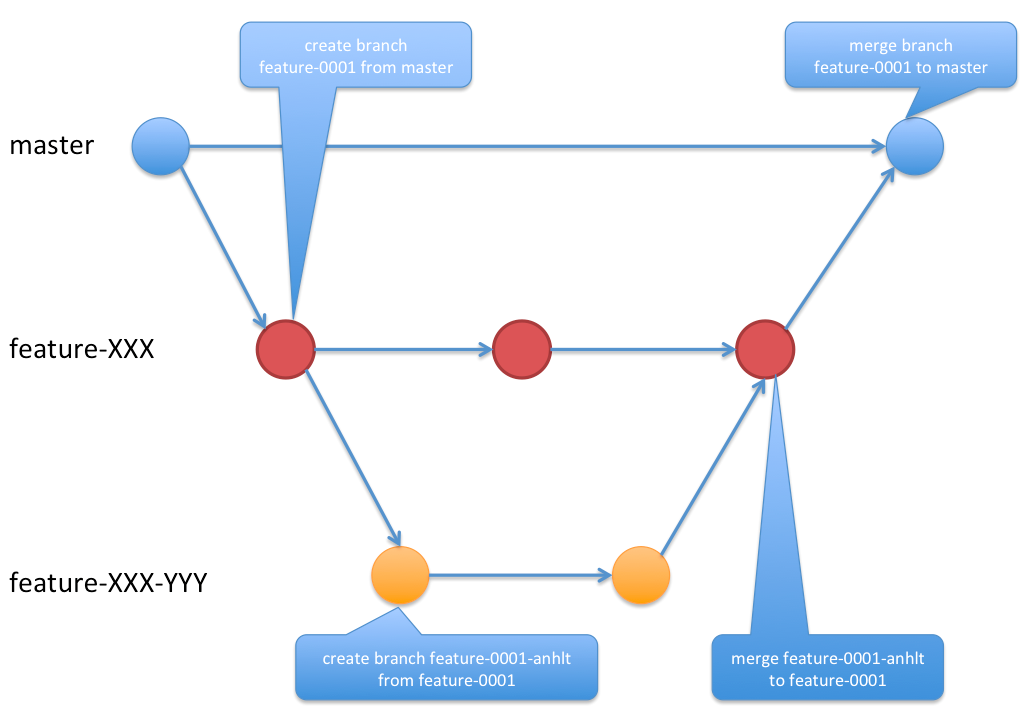 create branch
feature-0001 from master
merge branch
feature-0001 to master
master
feature-XXX
feature-XXX-YYY
create branch feature-0001-anhlt
from feature-0001
merge feature-0001-anhlt
to feature-0001